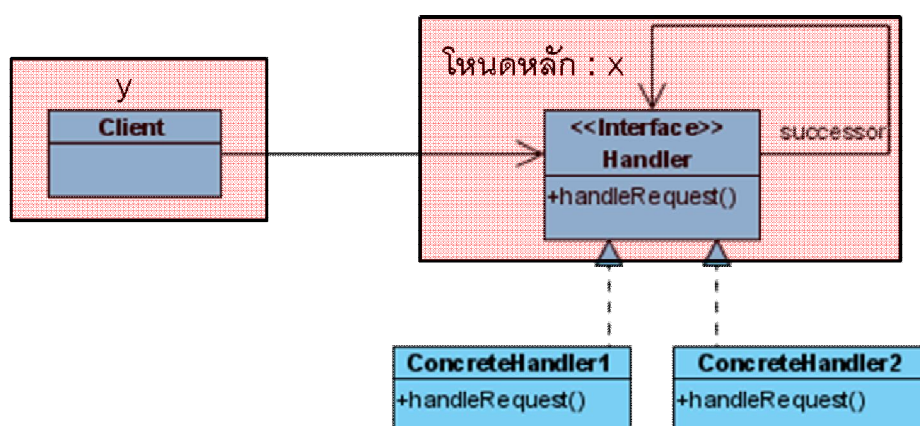 โหนดหลัก : x
y
Client
<<Interface>>
Handler
+handleRequest()
successor
ConcreteHandler1
+handleRequest()
ConcreteHandler2
+handleRequest()